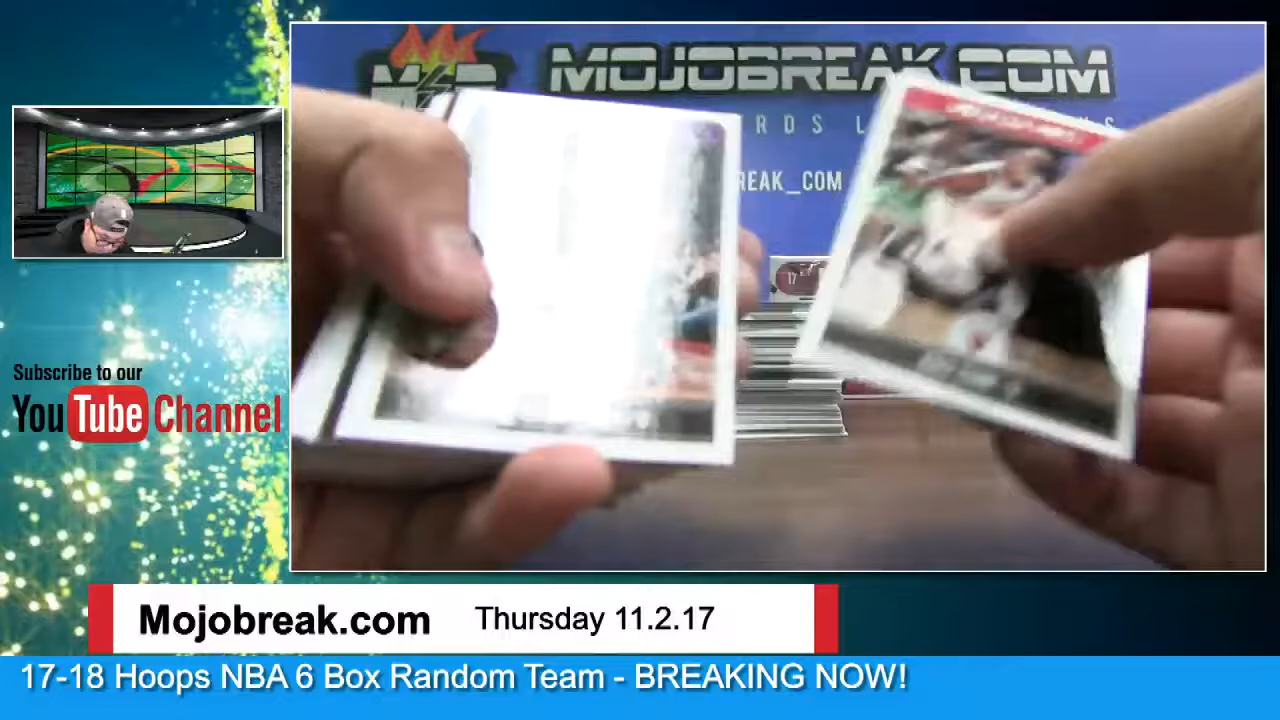 MOJOBREAK.COM
REAK_COM
17
Subscribe to our
YouTube Channel
Mojobreak.com
Thursday 11.2.17
17-18 Hoops NBA 6 Box Random Team - BREAKING NOW!